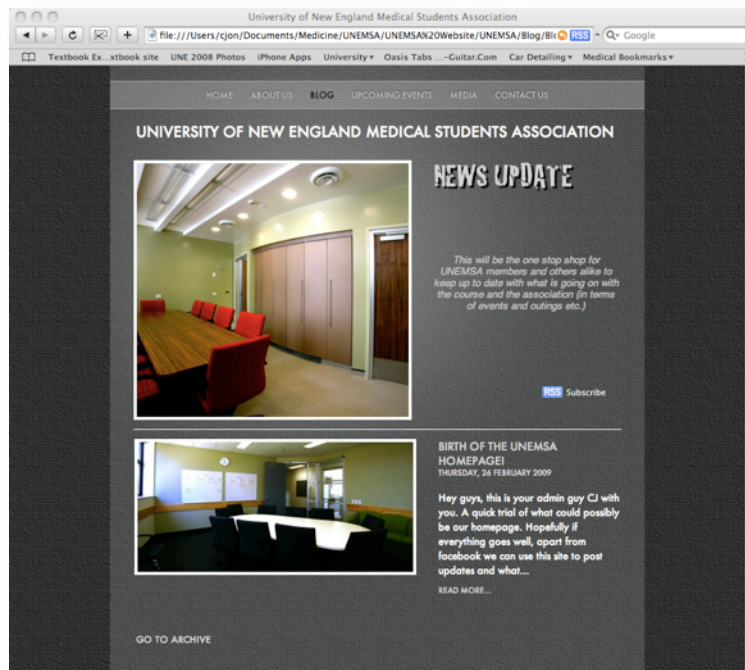 University of New England Medical Students Association
file:///Users/cjon/Documents/Medicine/UNEMSA/UNEMSA%20Website/UNEMSA/Blog/Blo
RSS
Google
Textbook Ex...xtbook site UNE 2008 Photos iPhone Apps University Oasis Tabs ...-Guitar.Com Car Detailing Medical Bookmarks
HOME ABOUT US BLOG UPCOMING EVENTS MEDIA CONTACT US
UNIVERSITY OF NEW ENGLAND MEDICAL STUDENTS ASSOCIATION
NEWS UPDATE
This will be the one stop shop for
UNEMSA members and others alike to
keep up to date with what is going on with
the course and the association (in terms
of events and outings etc.)
RSS Subscribe
BIRTH OF THE UNEMSA
HOMEPAGE!
THURSDAY, 26 FEBRUARY 2009
Hey guys, this is your admin guy CJ with
you. A quick trial of what could possibly
be our homepage. Hopefully if
everything goes well, apart from
facebook we can use this site to post
updates and what...
READ MORE...
GO TO ARCHIVE